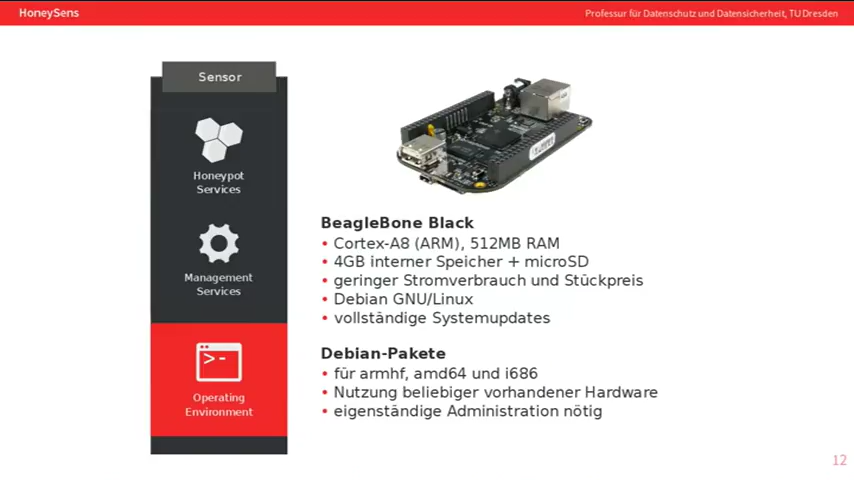 HoneySens
Professur für Datenschutz und Datensicherheit, TU Dresden
Sensor
Honeypot
Services
Management
Services
>-
Operating
Environment
BeagleBone Black
• Cortex-A8 (ARM), 512MB RAM
• 4GB interner Speicher + microSD
• geringer Stromverbrauch und Stückpreis
• Debian GNU/Linux
• vollständige Systemupdates
Debian-Pakete
• für armhf, amd64 und i686
• Nutzung beliebiger vorhandener Hardware
• eigenständige Administration nötig
12